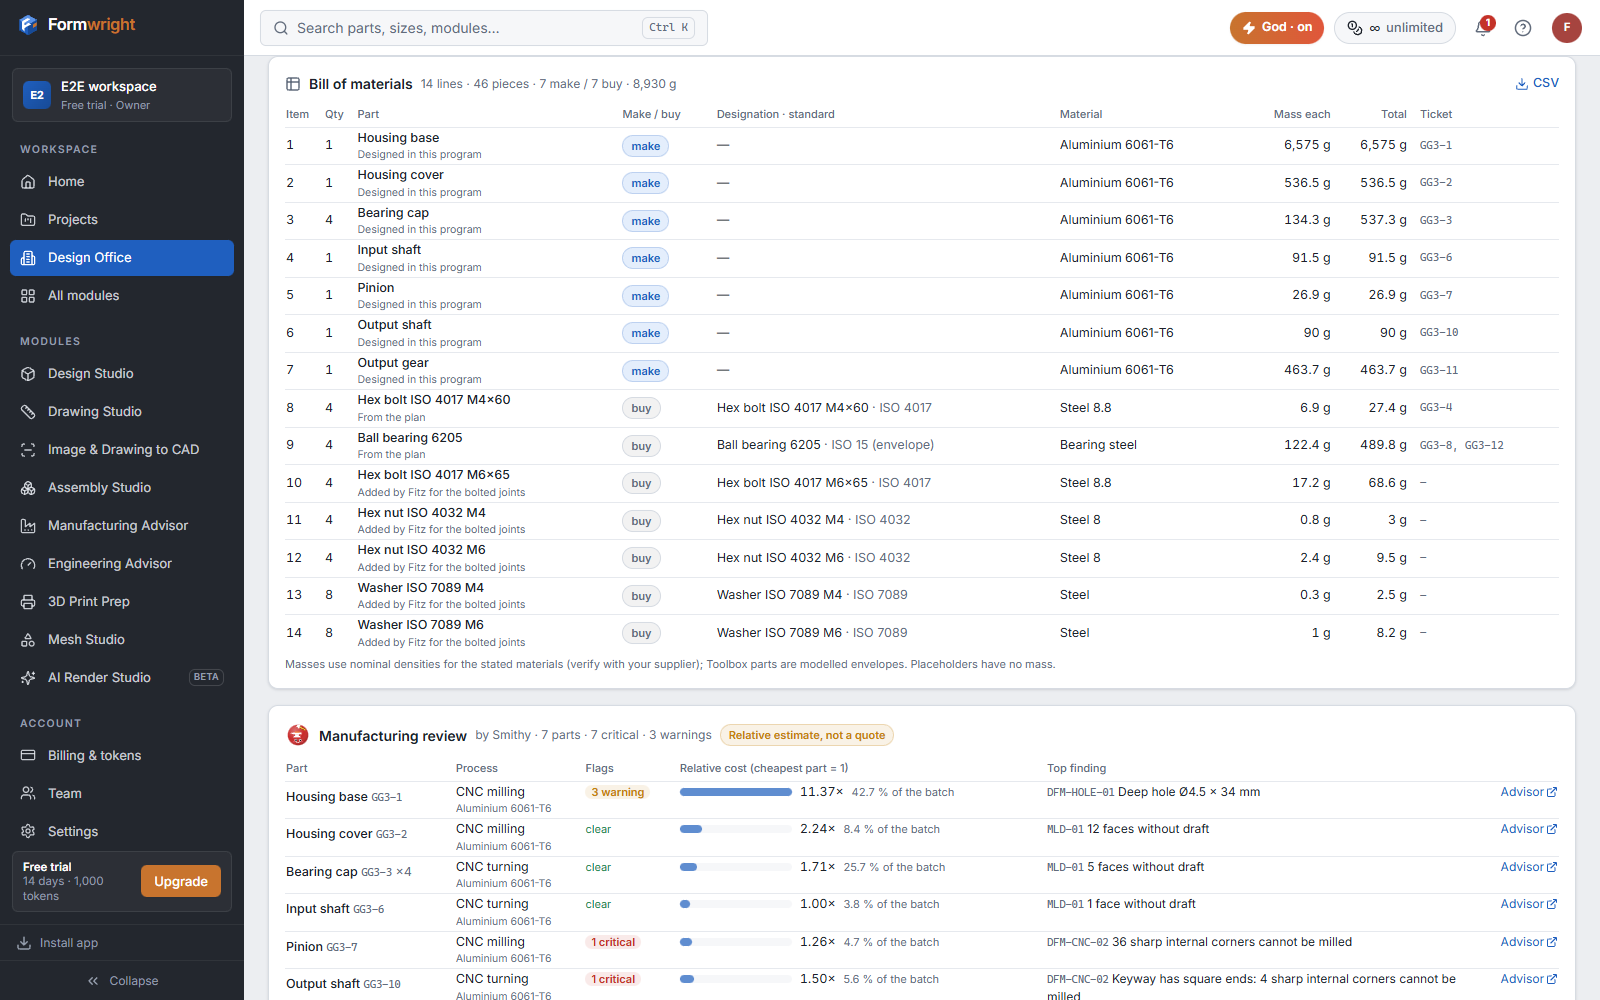 Formwright
Search parts, sizes, modules...
Ctrl K
God · on
∞ unlimited
1
F
E2
E2E workspace
Free trial · Owner
WORKSPACE
Home
Projects
Design Office
All modules
MODULES
Design Studio
Drawing Studio
Image & Drawing to CAD
Assembly Studio
Manufacturing Advisor
Engineering Advisor
3D Print Prep
Mesh Studio
AI Render Studio BETA
ACCOUNT
Billing & tokens
Team
Settings
Free trial
14 days · 1,000
tokens
Upgrade
Install app
Collapse
Bill of materials 14 lines · 46 pieces · 7 make / 7 buy · 8,930 g
CSV
Item Qty Part Make / buy Designation · standard Material Mass each Total Ticket
1 1 Housing base make — Aluminium 6061-T6 6,575 g 6,575 g GG3-1
Designed in this program
2 1 Housing cover make — Aluminium 6061-T6 536.5 g 536.5 g GG3-2
Designed in this program
3 4 Bearing cap make — Aluminium 6061-T6 134.3 g 537.3 g GG3-3
Designed in this program
4 1 Input shaft make — Aluminium 6061-T6 91.5 g 91.5 g GG3-6
Designed in this program
5 1 Pinion make — Aluminium 6061-T6 26.9 g 26.9 g GG3-7
Designed in this program
6 1 Output shaft make — Aluminium 6061-T6 90 g 90 g GG3-10
Designed in this program
7 1 Output gear make — Aluminium 6061-T6 463.7 g 463.7 g GG3-11
Designed in this program
8 4 Hex bolt ISO 4017 M4×60 buy Hex bolt ISO 4017 M4×60 · ISO 4017 Steel 8.8 6.9 g 27.4 g GG3-4
From the plan
9 4 Ball bearing 6205 buy Ball bearing 6205 · ISO 15 (envelope) Bearing steel 122.4 g 489.8 g GG3-8, GG3-12
From the plan
10 4 Hex bolt ISO 4017 M6×65 buy Hex bolt ISO 4017 M6×65 · ISO 4017 Steel 8.8 17.2 g 68.6 g –
Added by Fitz for the bolted joints
11 4 Hex nut ISO 4032 M4 buy Hex nut ISO 4032 M4 · ISO 4032 Steel 8 0.8 g 3 g –
Added by Fitz for the bolted joints
12 4 Hex nut ISO 4032 M6 buy Hex nut ISO 4032 M6 · ISO 4032 Steel 8 2.4 g 9.5 g –
Added by Fitz for the bolted joints
13 8 Washer ISO 7089 M4 buy Washer ISO 7089 M4 · ISO 7089 Steel 0.3 g 2.5 g –
Added by Fitz for the bolted joints
14 8 Washer ISO 7089 M6 buy Washer ISO 7089 M6 · ISO 7089 Steel 1 g 8.2 g –
Added by Fitz for the bolted joints
Masses use nominal densities for the stated materials (verify with your supplier); Toolbox parts are modelled envelopes. Placeholders have no mass.
Manufacturing review by Smithy · 7 parts · 7 critical · 3 warnings Relative estimate, not a quote
Part Process Flags Relative cost (cheapest part = 1) Top finding
Housing base GG3-1 CNC milling 3 warning 11.37× 42.7 % of the batch DFM-HOLE-01 Deep hole Ø4.5 × 34 mm Advisor
Aluminium 6061-T6
Housing cover GG3-2 CNC milling clear 2.24× 8.4 % of the batch MLD-01 12 faces without draft Advisor
Aluminium 6061-T6
Bearing cap GG3-3 ×4 CNC turning clear 1.71× 25.7 % of the batch MLD-01 5 faces without draft Advisor
Aluminium 6061-T6
Input shaft GG3-6 CNC turning clear 1.00× 3.8 % of the batch MLD-01 1 face without draft Advisor
Aluminium 6061-T6
Pinion GG3-7 CNC milling 1 critical 1.26× 4.7 % of the batch DFM-CNC-02 36 sharp internal corners cannot be milled Advisor
Aluminium 6061-T6
Output shaft GG3-10 CNC turning 1 critical 1.50× 5.6 % of the batch DFM-CNC-02 Keyway has square ends: 4 sharp internal corners cannot be Advisor
Aluminium 6061-T6 milled